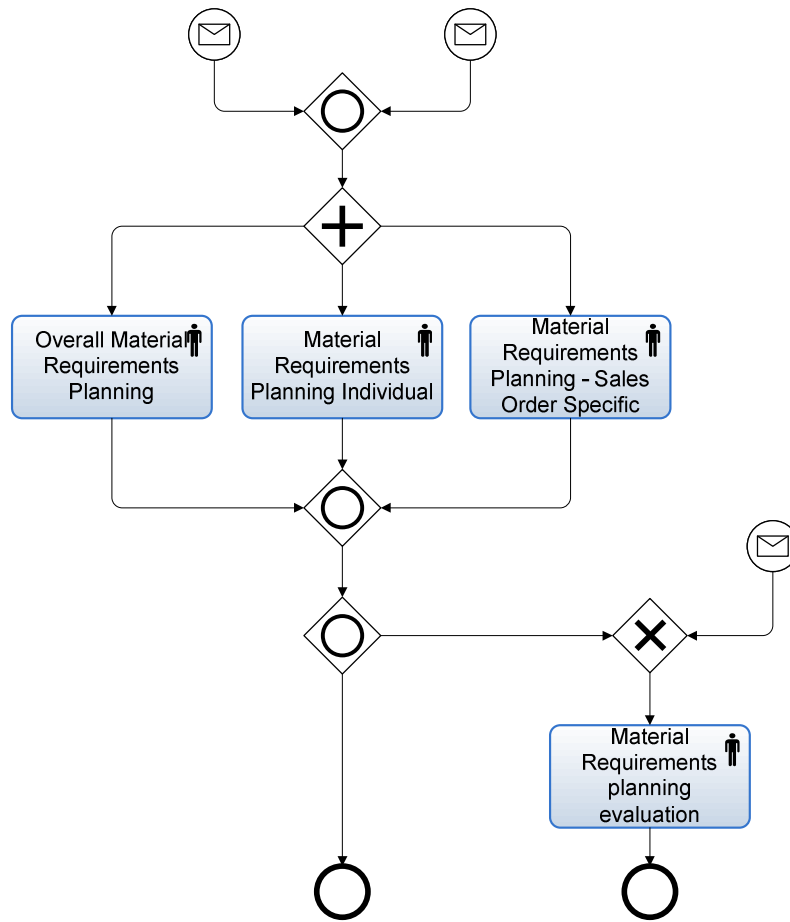 Overall Material
Requirements
Planning
Material
Requirements
Planning Individual
Material
Requirements
Planning - Sales
Order Specific
Material
Requirements
planning
evaluation